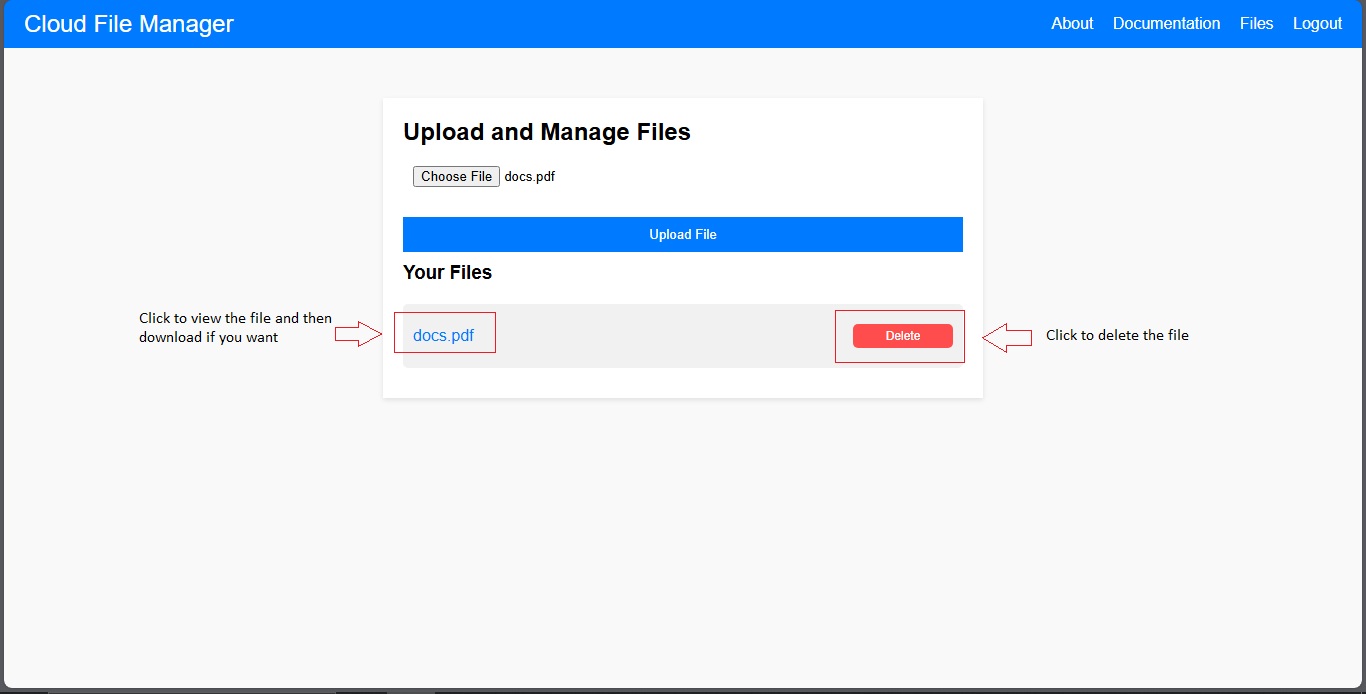 Cloud File Manager
About Documentation Files Logout
Upload and Manage Files
Choose File docs.pdf
Upload File
Your Files
Click to view the file and then
download if you want
docs.pdf
Delete
Click to delete the file